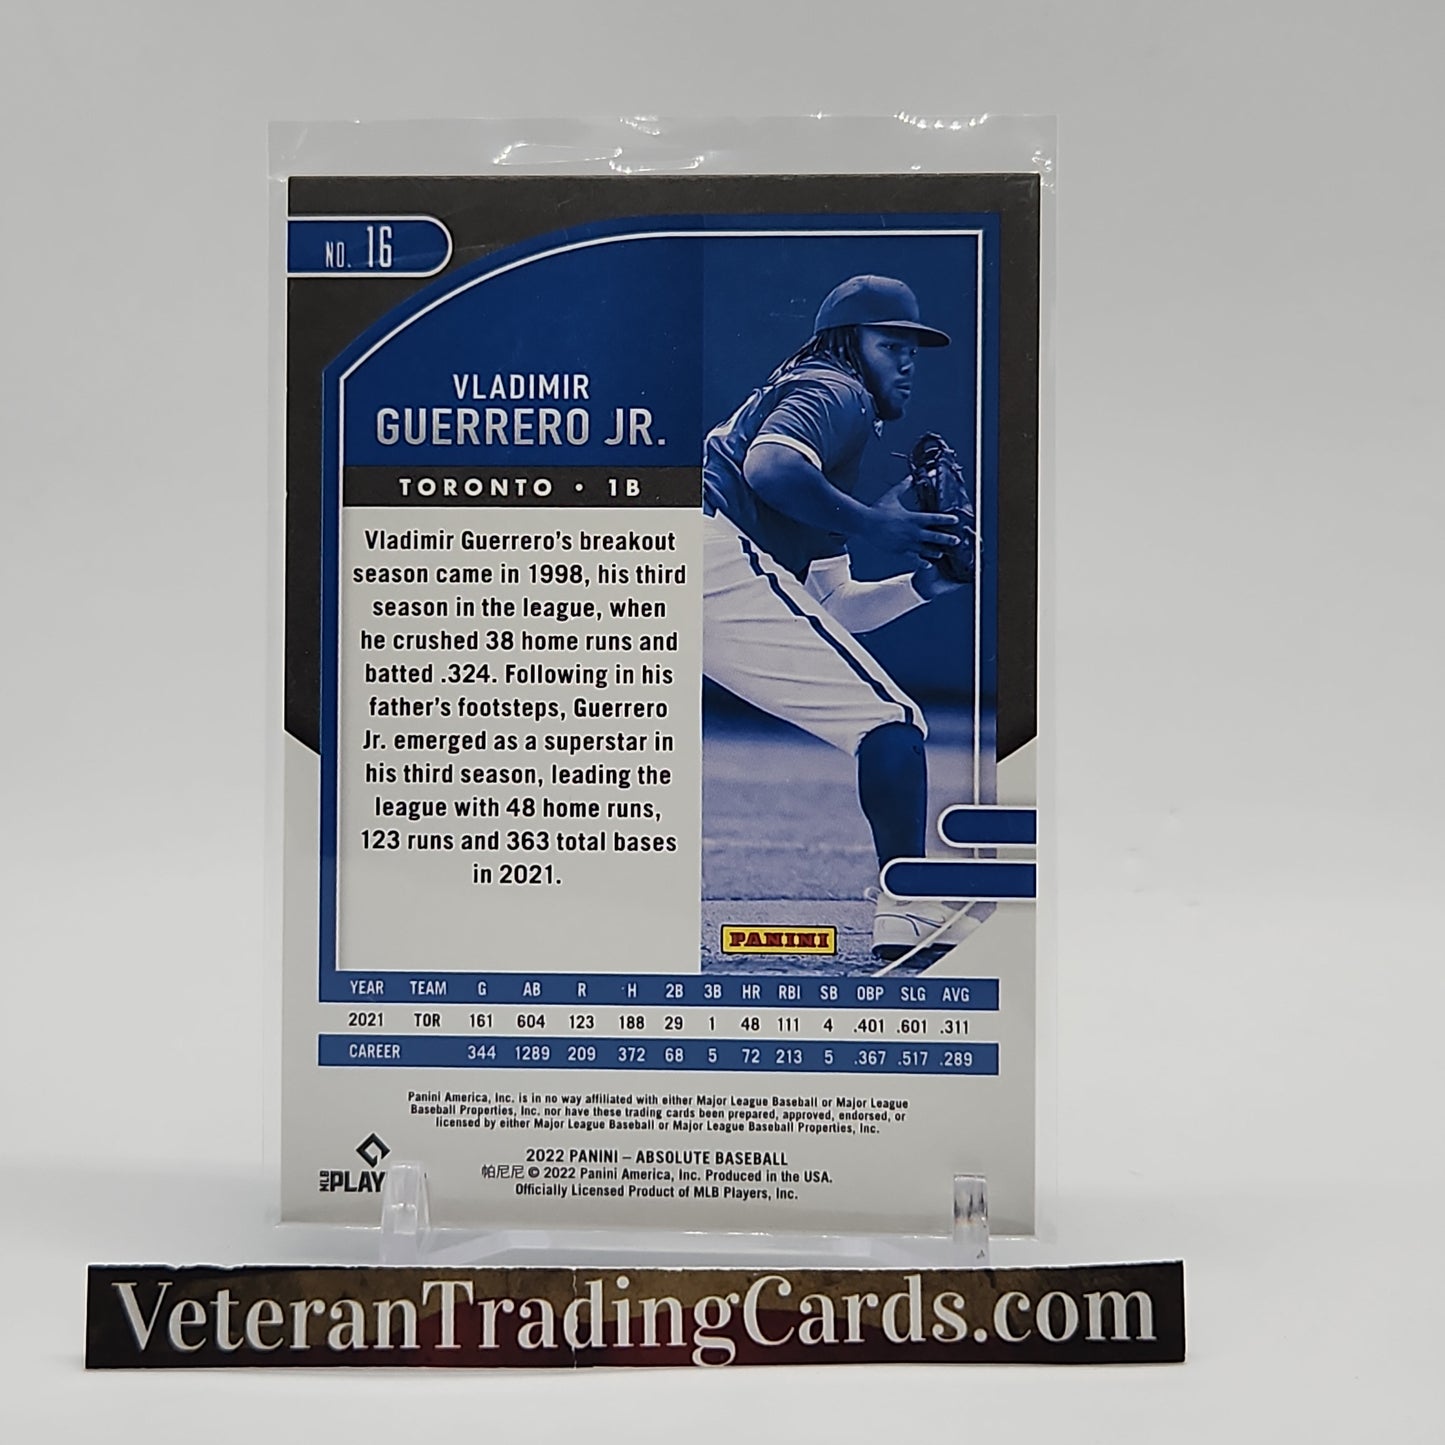 NO. 16
VLADIMIR
GUERRERO JR.
TORONTO • 1B
Vladimir Guerrero's breakout
season came in 1998, his third
season in the league, when
he crushed 38 home runs and
batted .324. Following in his
father's footsteps, Guerrero
Jr. emerged as a superstar in
his third season, leading the
league with 48 home runs,
123 runs and 363 total bases
in 2021.
PANINI
YEAR TEAM G AB R H 2B 3B HR RBI SB OBP SLG AVG
2021 TOR 161 604 123 188 29 1 48 111 4 .401 .601 .311
CAREER 344 1289 209 372 68 5 72 213 5 .367 .517 .289
Panini America, Inc. is in no way affiliated with either Major League Baseball or Major League
Baseball Properties, Inc. nor have these trading cards been prepared, approved, endorsed, or
licensed by either Major League Baseball or Major League Baseball Properties, Inc.
2022 PANINI – ABSOLUTE BASEBALL
帕尼尼 © 2022 Panini America, Inc. Produced in the USA.
Officially Licensed Product of MLB Players, Inc.
MLB PLAY
VeteranTradingCards.com